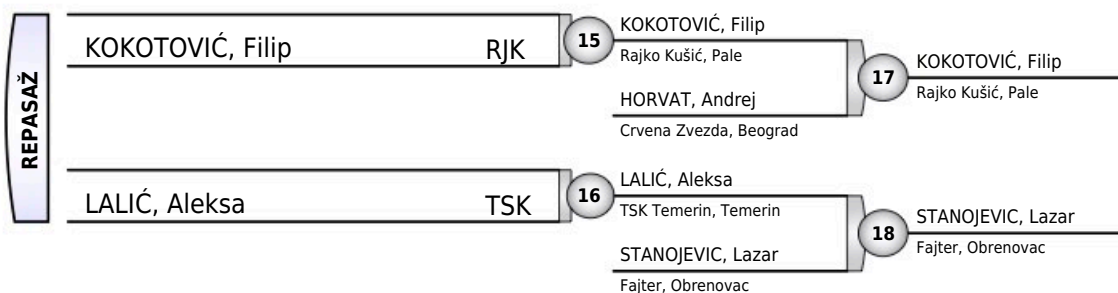 REPASAŽ
KOKOTOVIĆ, Filip RJK
15
KOKOTOVIĆ, Filip
Rajko Kušić, Pale
HORVAT, Andrej
Crvena Zvezda, Beograd
17
KOKOTOVIĆ, Filip
Rajko Kušić, Pale
LALIĆ, Aleksa TSK
16
LALIĆ, Aleksa
TSK Temerin, Temerin
STANOJEVIC, Lazar
Fajter, Obrenovac
18
STANOJEVIC, Lazar
Fajter, Obrenovac